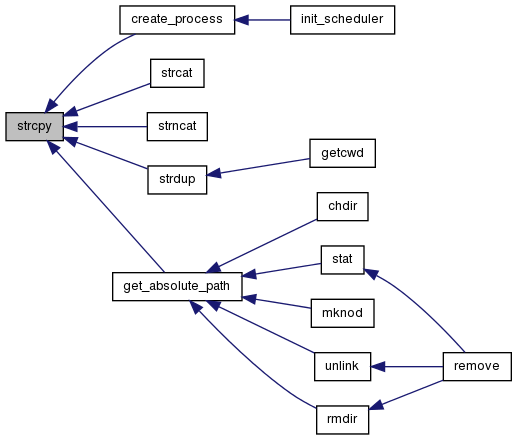 create_process
init_scheduler
strcat
strcpy
strncat
getcwd
strdup
chdir
stat
get_absolute_path
mknod
unlink
remove
rmdir